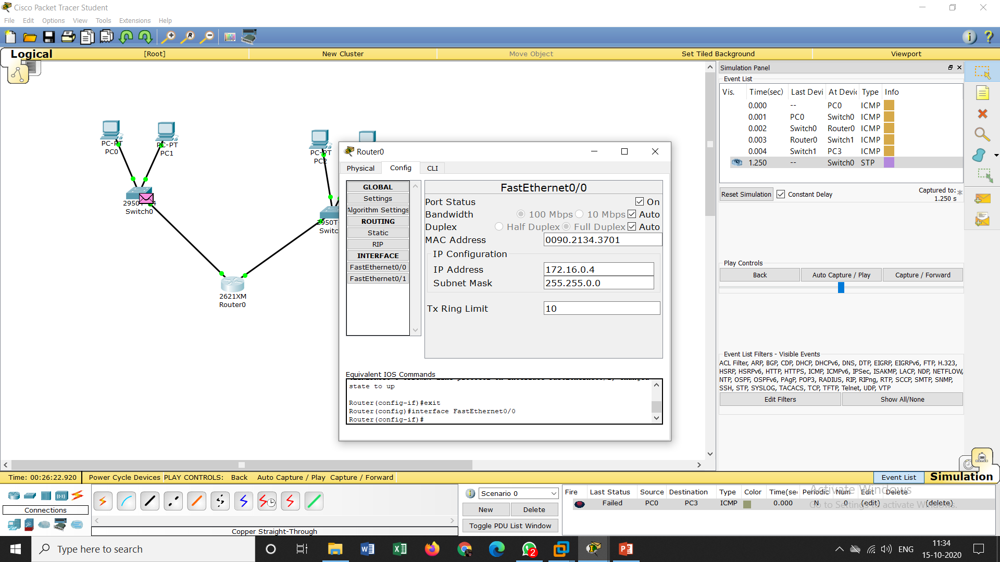 Cisco Packet Tracer Student
File Edit Options View Tools Extensions Help
Logical [Root] New Cluster Move Object Set Tiled Background Viewport
PC-PT
PC0
PC-PT
PC1
PC-PT
PC2
Switch0
2950T
Switc
2621XM
Router0
Router0
Physical Config CLI
GLOBAL
Settings
Algorithm Settings
ROUTING
Static
RIP
INTERFACE
FastEthernet0/0
FastEthernet0/1
FastEthernet0/0
Port Status On
Bandwidth 100 Mbps 10 Mbps Auto
Duplex Half Duplex Full Duplex Auto
MAC Address 0090.2134.3701
IP Configuration
IP Address 172.16.0.4
Subnet Mask 255.255.0.0
Tx Ring Limit 10
Equivalent IOS Commands
state to up
Router(config-if)#exit
Router(config)#interface FastEthernet0/0
Router(config-if)#
Simulation Panel
Event List
Vis. Time(sec) Last Devi At Devic Type Info
0.000 -- PC0 ICMP
0.001 PC0 Switch0 ICMP
0.002 Switch0 Router0 ICMP
0.003 Router0 Switch1 ICMP
0.004 Switch1 PC3 ICMP
1.250 -- Switch0 STP
Reset Simulation Constant Delay Captured to: *
1.250 s
Play Controls
Back Auto Capture / Play Capture / Forward
Event List Filters - Visible Events
ACL Filter, ARP, BGP, CDP, DHCP, DHCPv6, DNS, DTP, EIGRP, EIGRPv6, FTP, H.323,
HSRP, HSRPv6, HTTP, HTTPS, ICMP, ICMPv6, IPSec, ISAKMP, LACP, NDP, NETFLOW,
NTP, OSPF, OSPFv6, PAgP, POP3, RADIUS, RIP, RIPng, RTP, SCCP, SMTP, SNMP,
SSH, STP, SYSLOG, TACACS, TCP, TFTP, Telnet, UDP, VTP
Edit Filters Show All/None
Time: 00:26:22.920 Power Cycle Devices PLAY CONTROLS: Back Auto Capture / Play Capture / Forward Event List Simulation
Connections
Copper Straight-Through
Scenario 0
New Delete
Toggle PDU List Window
Fire Last Status Source Destination Type Color Time(sec Periodic Num Edit Delete
Failed PC0 PC3 ICMP 0.000 N 0 (edit) (delete)
Activate Windows
Go to Settings to activate Windows.
Type here to search
2
ENG
11:34
15-10-2020